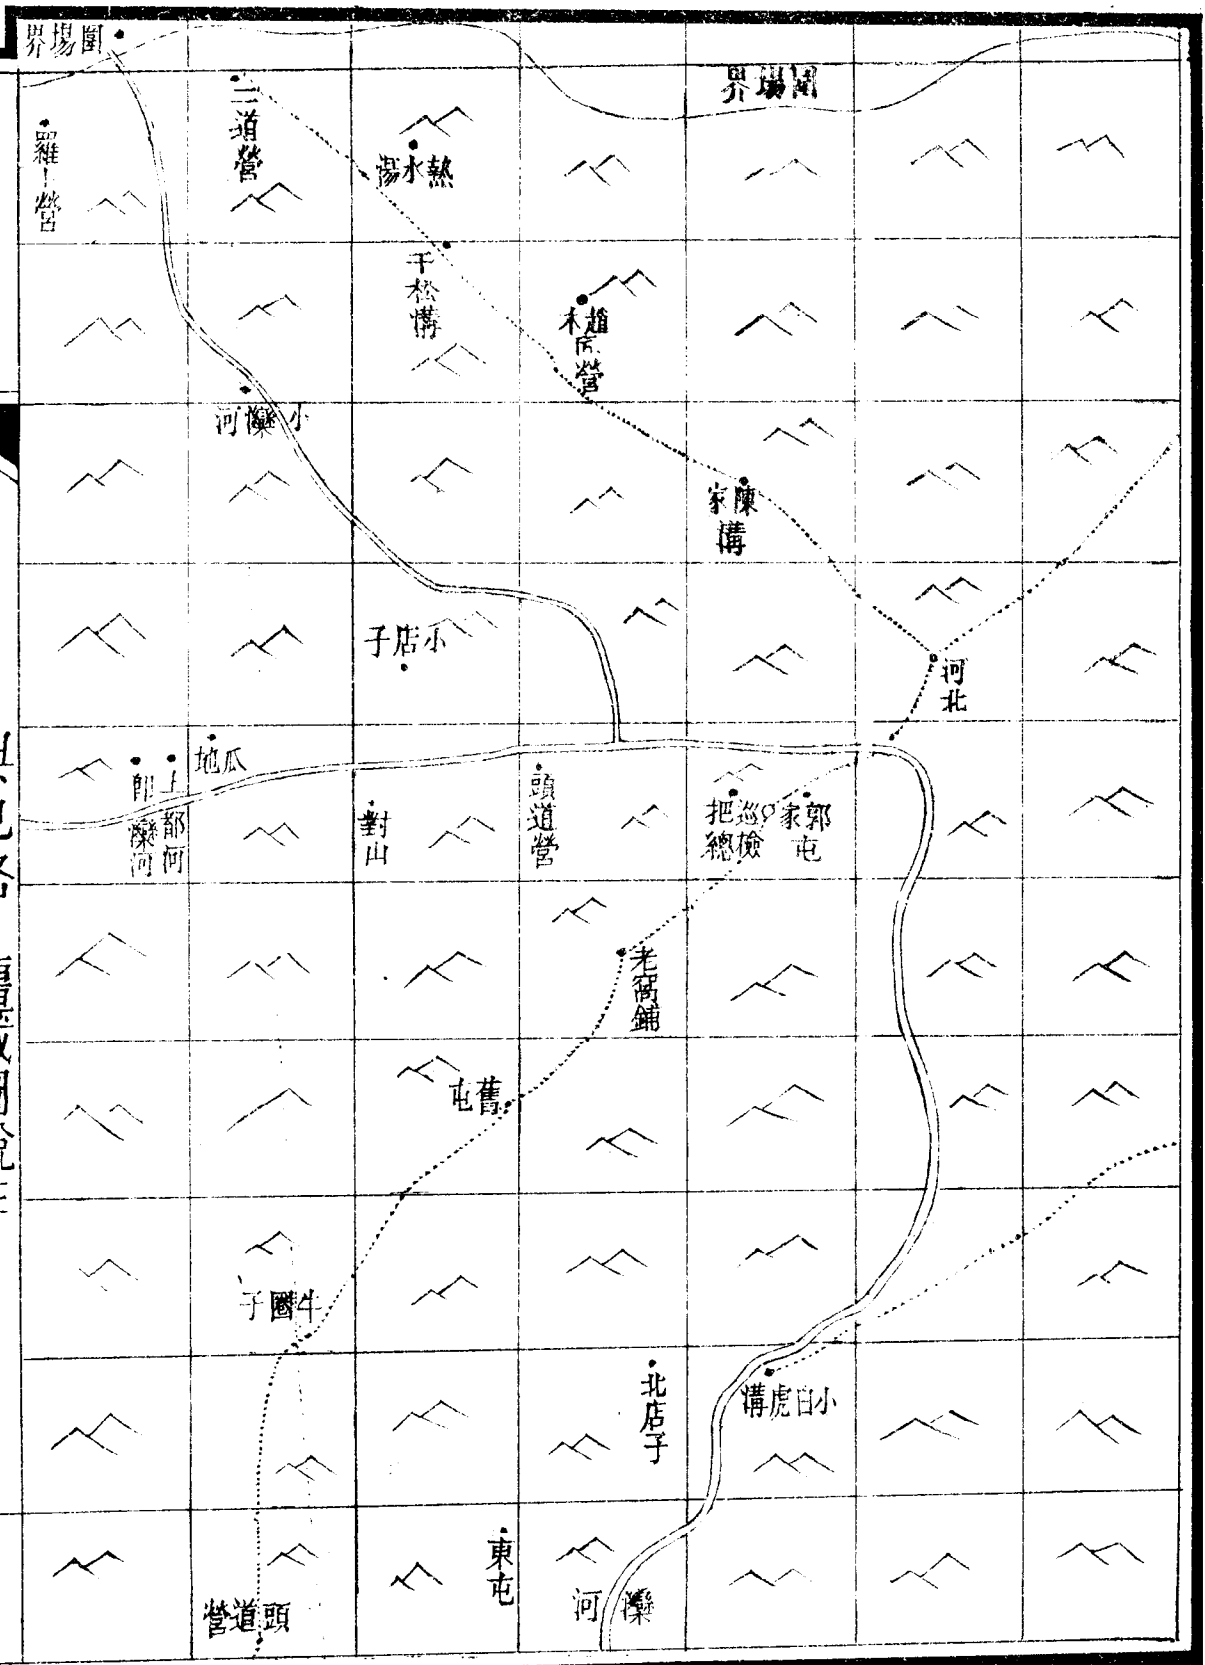 圍場界
圍場界
二道營
羅
營
熱水湯
千松溝
趙
木
營
小灤河
陳家溝
小店子
河北
瓜地
上都河
即灤河
對山
頭道營
郭家屯
巡檢
把總
老窩鋪
舊屯
牛圈子
小白虎溝
北店子
東屯
灤河
頭道營